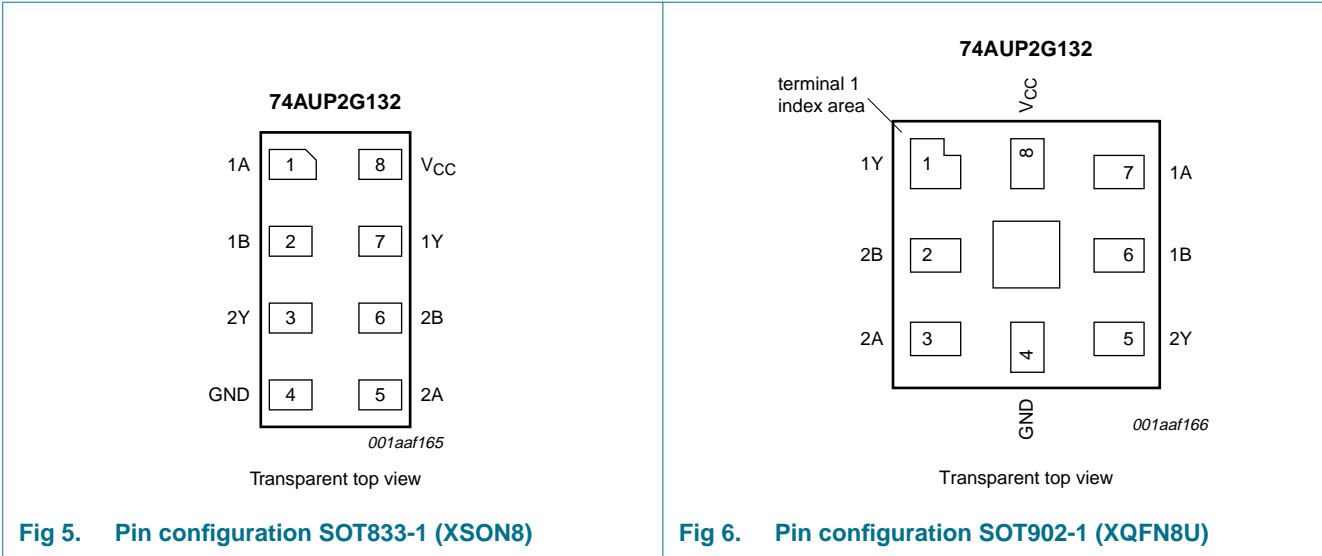 74AUP2G132
1A 1 8 VCC
1B 2 7 1Y
2Y 3 6 2B
GND 4 5 2A
001aaf165
Transparent top view
Fig 5. Pin configuration SOT833-1 (XSON8)
74AUP2G132
terminal 1
index area
VCC
1Y 1 8 7 1A
2B 2 6 1B
2A 3 4 5 2Y
GND
001aaf166
Transparent top view
Fig 6. Pin configuration SOT902-1 (XQFN8U)